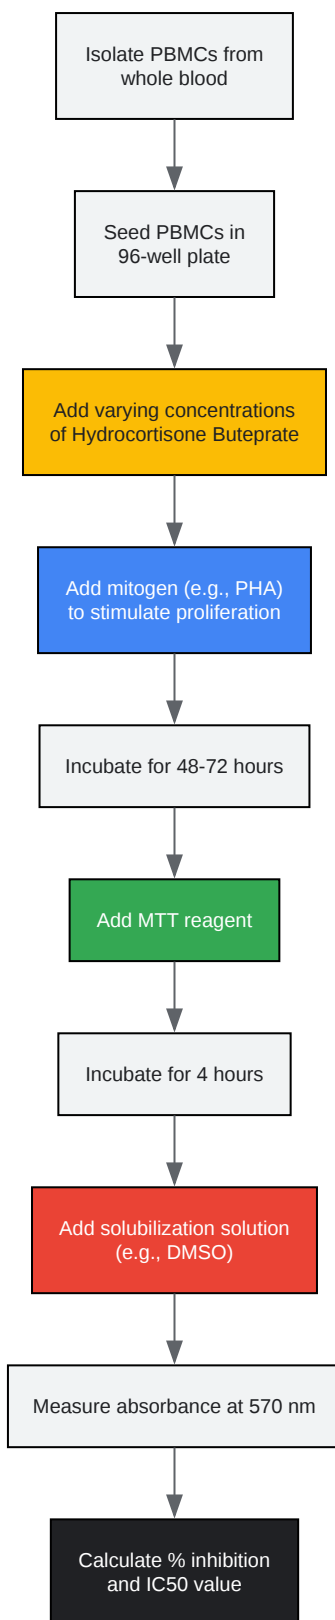 Isolate PBMCs from
whole blood
Seed PBMCs in
96-well plate
Add varying concentrations
of Hydrocortisone Buteprate
Add mitogen (e.g., PHA)
to stimulate proliferation
Incubate for 48-72 hours
Add MTT reagent
Incubate for 4 hours
Add solubilization solution
(e.g., DMSO)
Measure absorbance at 570 nm
Calculate % inhibition
and IC50 value